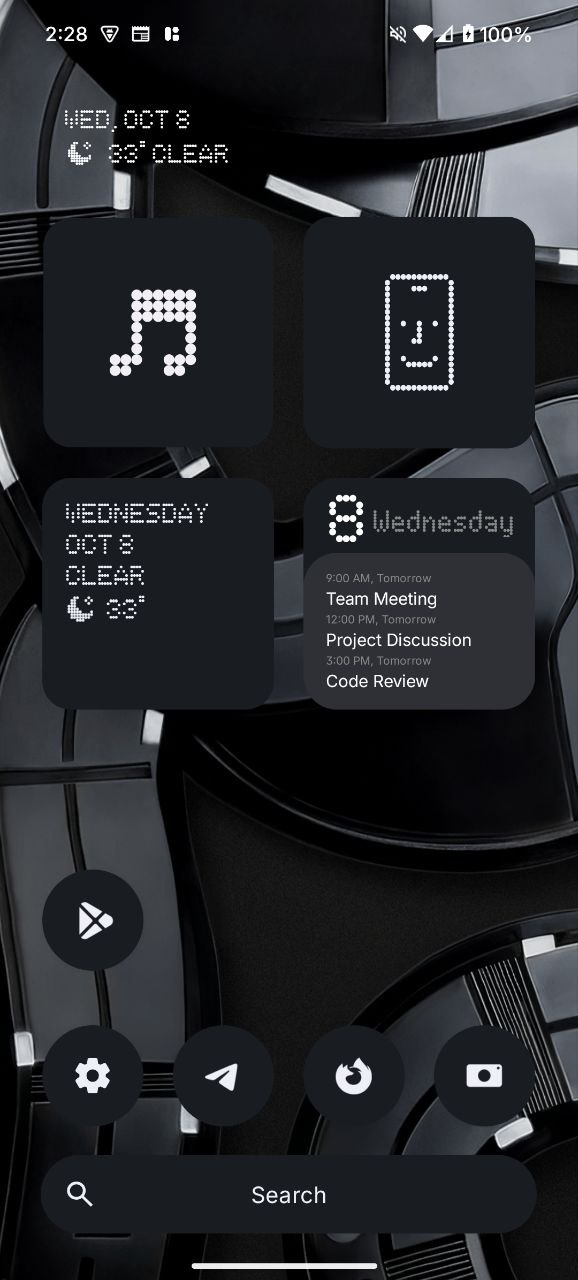 2:28
100%
WED, OCT 8
33° CLEAR
WEDNESDAY
OCT 8
CLEAR
33°
8 Wednesday
9:00 AM, Tomorrow
Team Meeting
12:00 PM, Tomorrow
Project Discussion
3:00 PM, Tomorrow
Code Review
Search